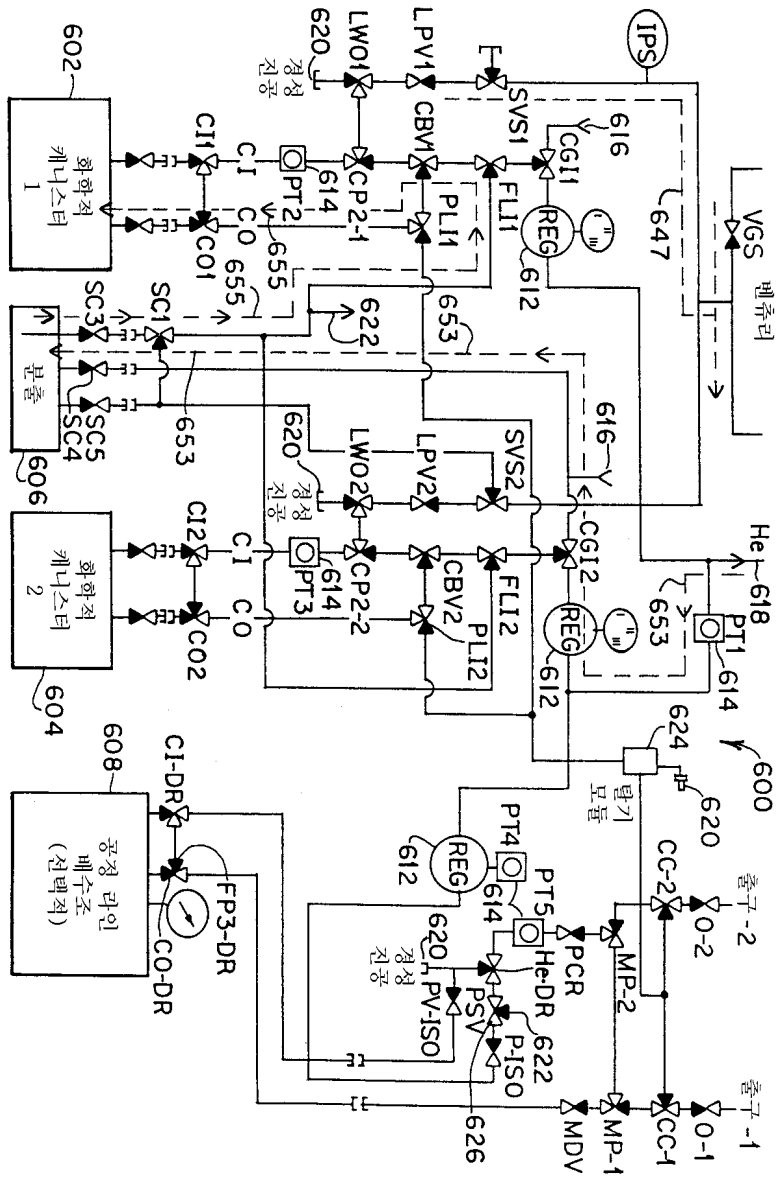 600
He
618
VGS
벤츄리
IPS
647
616
616
653
PT1
614
624
620
탈기
모듈
출구-2
출구-1
O-2
O-1
CC-2
CC-1
MP-2
MP-1
MDV
PCR
PT5
614
PT4
REG
612
He-DR
PSV
P-ISO
622
626
PV-ISO
620
경성
진공
SVS1
LPV1
LWO1
620
경성
진공
CGI1
REG
612
FLI1
CBV1
PLI1
CP2-1
614
PT2
CI
CO
655
CI1
CO1
602
화학적
캐니스터
1
653
622
655
SC1
SC3
SC4
SC5
653
분출
606
SVS2
LPV2
LWO2
620
경성
진공
CGI2
REG
612
FLI2
CBV2
PLI2
CP2-2
614
PT3
CI
CO
CI2
CO2
화학적
캐니스터
2
604
608
CI-DR
FP3-DR
CO-DR
공정 라인
배수조
(선택적)